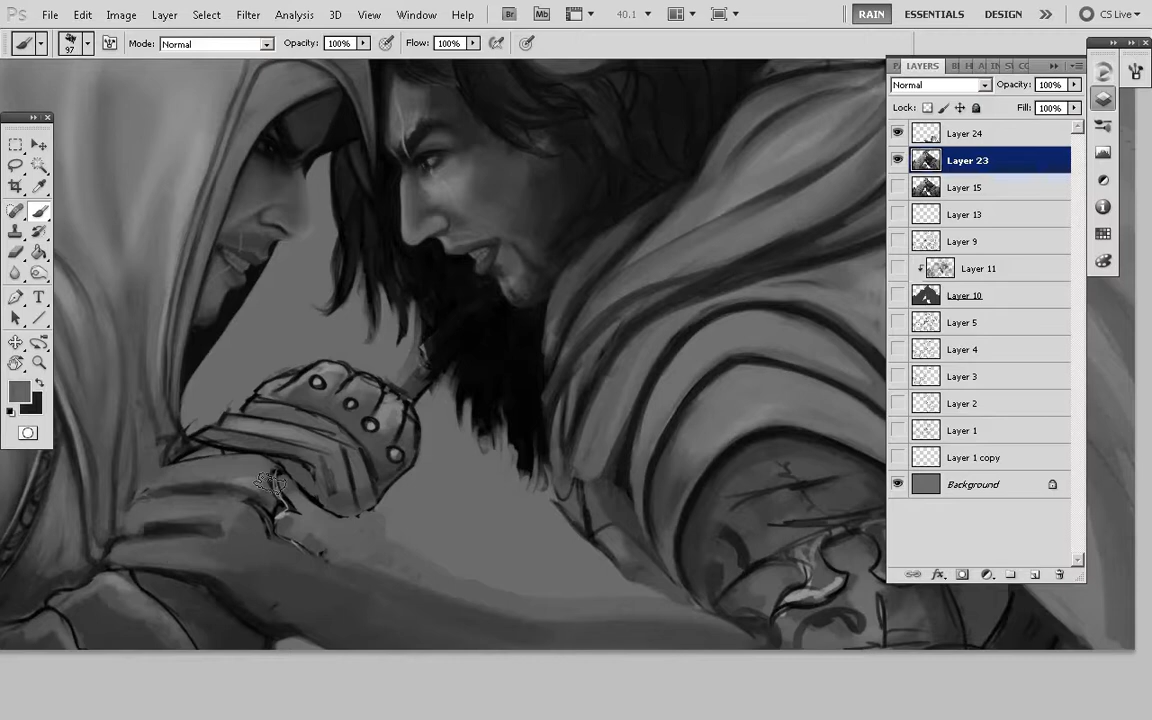 Ps File Edit Image Layer Select Filter Analysis 3D View Window Help Br Mb 40.1 RAIN ESSENTIALS DESIGN CS Live
97 Mode: Normal Opacity: 100% Flow: 100%
LAYERS
Normal Opacity: 100%
Lock: Fill: 100%
Layer 24
Layer 23
Layer 15
Layer 13
Layer 9
Layer 11
Layer 10
Layer 5
Layer 4
Layer 3
Layer 2
Layer 1
Layer 1 copy
Background